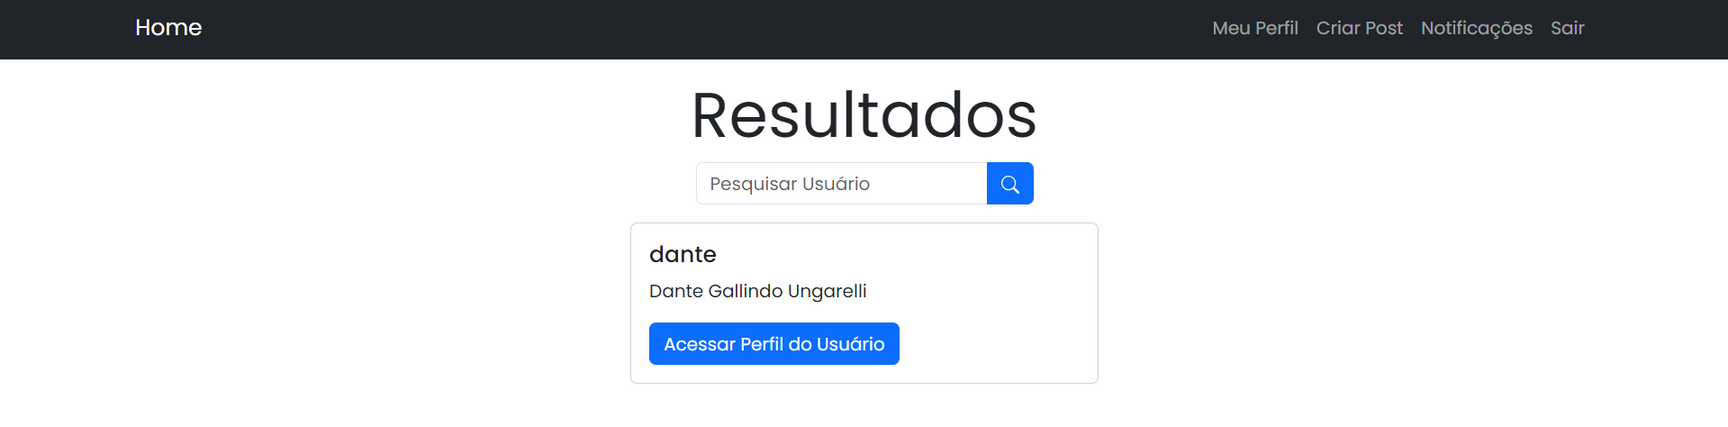 Home Meu Perfil Criar Post Notificações Sair
Resultados
Pesquisar Usuário
dante
Dante Gallindo Ungarelli
Acessar Perfil do Usuário